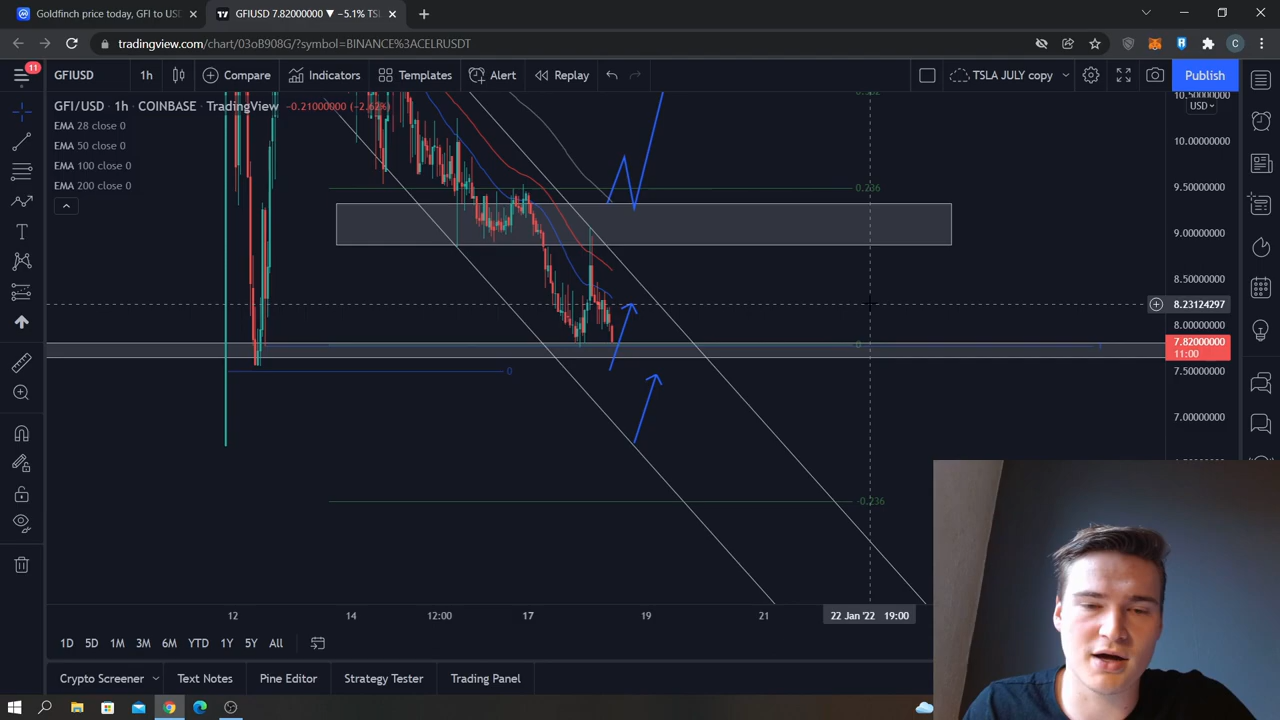 Goldfinch price today, GFI to US
GFIUSD 7.82000000 ▼ −5.1% TSL
tradingview.com/chart/03oB908G/?symbol=BINANCE%3ACELRUSDT
C
11
GFIUSD
1h
Compare
Indicators
Templates
Alert
Replay
TSLA JULY copy
Publish
GFI/USD · 1h · COINBASE · TradingView
−0.21000000 (−2.62%)
EMA 28 close 0
EMA 50 close 0
EMA 100 close 0
EMA 200 close 0
USD
10.50000000
10.00000000
9.50000000
9.00000000
8.50000000
8.23124297
8.00000000
7.82000000
11:00
7.50000000
7.00000000
0.236
0
0
-0.236
12
14
12:00
17
19
21
22 Jan '22 19:00
1D
5D
1M
3M
6M
YTD
1Y
5Y
All
Crypto Screener
Text Notes
Pine Editor
Strategy Tester
Trading Panel